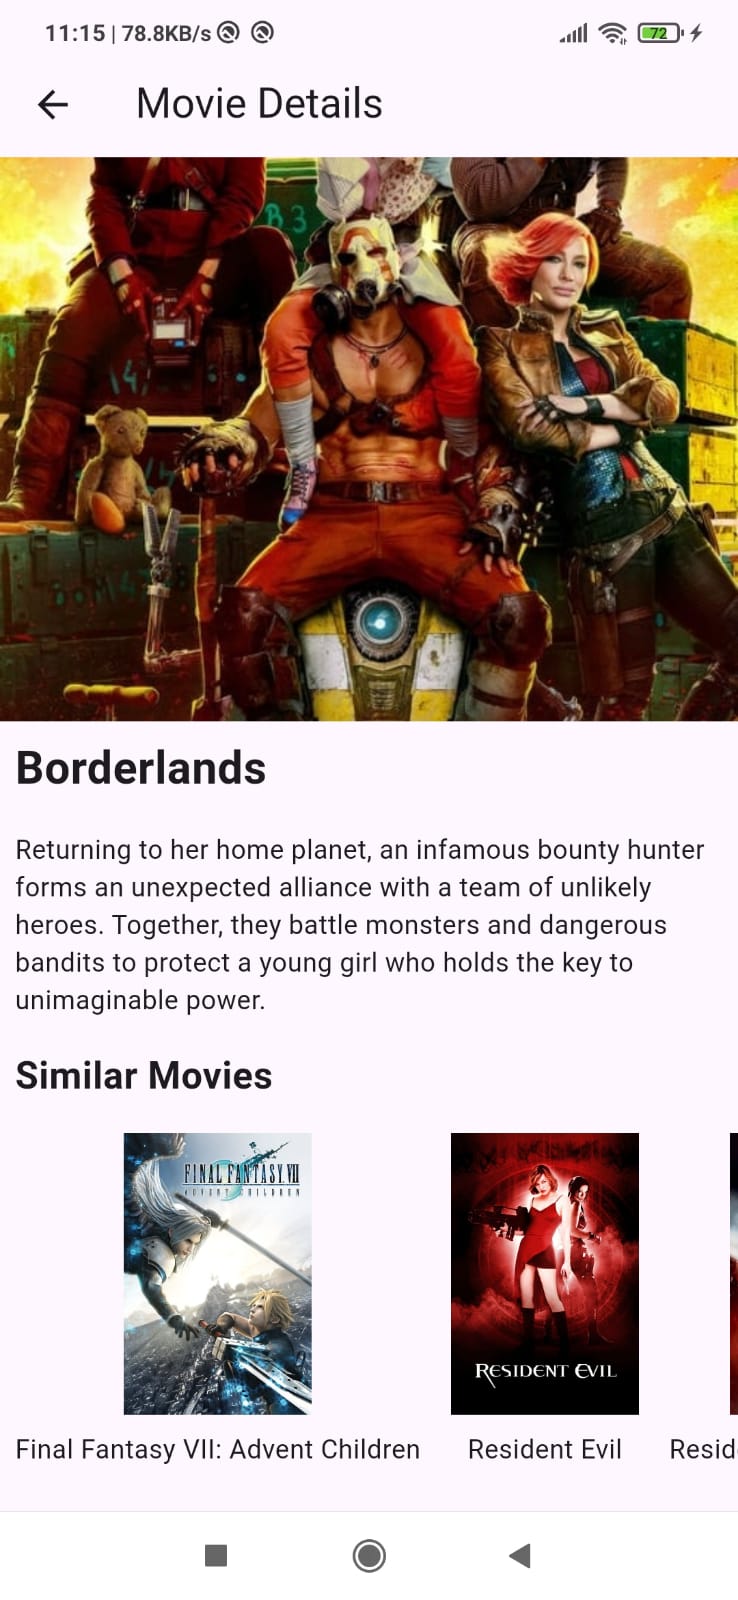 11:15 | 78.8KB/s
72
Movie Details
B3
14
Borderlands
Returning to her home planet, an infamous bounty hunter
forms an unexpected alliance with a team of unlikely
heroes. Together, they battle monsters and dangerous
bandits to protect a young girl who holds the key to
unimaginable power.
Similar Movies
FINAL FANTASY VII
ADVENT CHILDREN
RESIDENT EVIL
Final Fantasy VII: Advent Children
Resident Evil
Resid